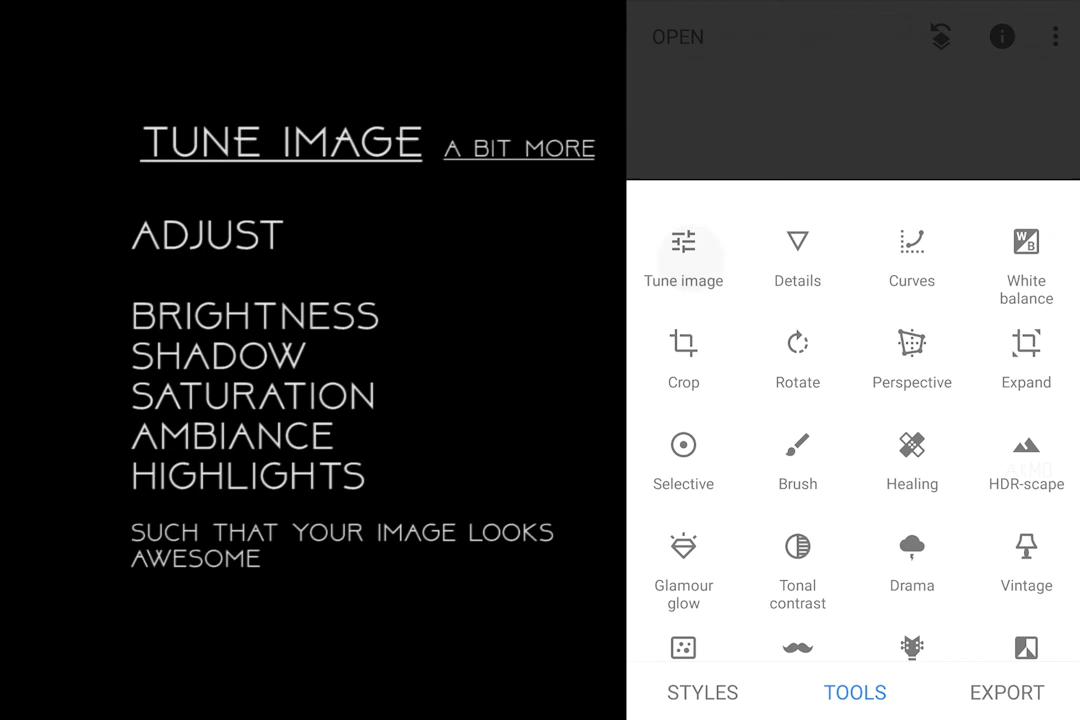 TUNE IMAGE A BIT MORE
ADJUST
BRIGHTNESS
SHADOW
SATURATION
AMBIANCE
HIGHLIGHTS
SUCH THAT YOUR IMAGE LOOKS
AWESOME
OPEN
Tune image
Details
Curves
W B
White
balance
Crop
Rotate
Perspective
Expand
Selective
Brush
Healing
HDR-scape
Glamour
glow
Tonal
contrast
Drama
Vintage
STYLES
TOOLS
EXPORT